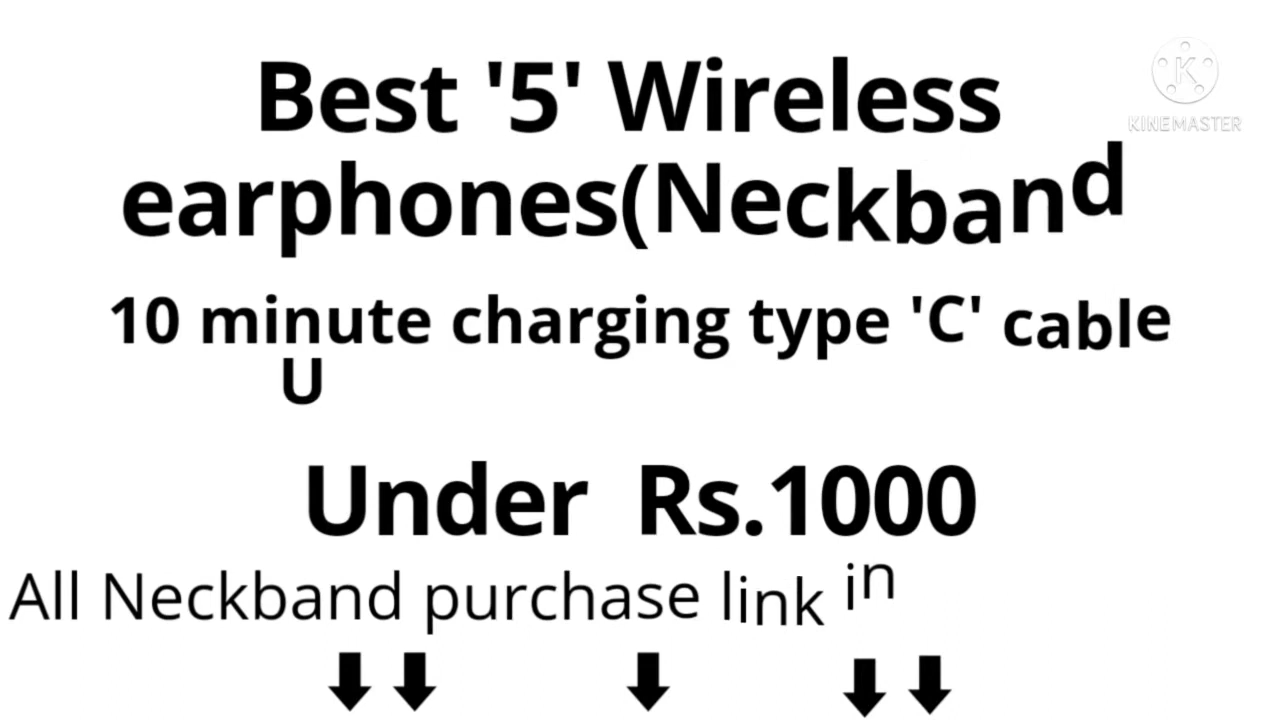 Best '5' Wireless
KINEMASTER
earphones(Neckband
10 minute charging type 'C' cable
U
Under Rs.1000
All Neckband purchase link in